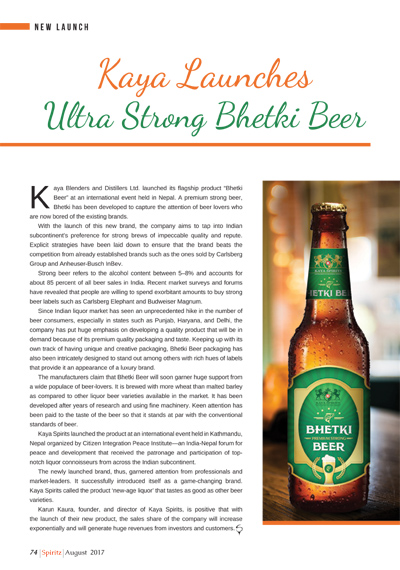 NEW LAUNCH
Kaya Launches
Ultra Strong Bhetki Beer
Kaya Blenders and Distillers Ltd. launched its flagship product “Bhetki
Beer” at an international event held in Nepal. A premium strong beer,
Bhetki has been developed to capture the attention of beer lovers who
are now bored of the existing brands.
With the launch of this new brand, the company aims to tap into Indian
subcontinent's preference for strong brews of impeccable quality and repute.
Explicit strategies have been laid down to ensure that the brand beats the
competition from already established brands such as the ones sold by Carlsberg
Group and Anheuser-Busch InBev.
Strong beer refers to the alcohol content between 5–8% and accounts for
about 85 percent of all beer sales in India. Recent market surveys and forums
have revealed that people are willing to spend exorbitant amounts to buy strong
beer labels such as Carlsberg Elephant and Budweiser Magnum.
Since Indian liquor market has seen an unprecedented hike in the number of
beer consumers, especially in states such as Punjab, Haryana, and Delhi, the
company has put huge emphasis on developing a quality product that will be in
demand because of its premium quality packaging and taste. Keeping up with its
own track of having unique and creative packaging, Bhetki Beer packaging has
also been intricately designed to stand out among others with rich hues of labels
that provide it an appearance of a luxury brand.
The manufacturers claim that Bhetki Beer will soon garner huge support from
a wide populace of beer-lovers. It is brewed with more wheat than malted barley
as compared to other liquor beer varieties available in the market. It has been
developed after years of research and using fine machinery. Keen attention has
been paid to the taste of the beer so that it stands at par with the conventional
standards of beer.
Kaya Spirits launched the product at an international event held in Kathmandu,
Nepal organized by Citizen Integration Peace Institute—an India-Nepal forum for
peace and development that received the patronage and participation of top-
notch liquor connoisseurs from across the Indian subcontinent.
The newly launched brand, thus, garnered attention from professionals and
market-leaders. It successfully introduced itself as a game-changing brand.
Kaya Spirits called the product ‘new-age liquor’ that tastes as good as other beer
varieties.
Karun Kaura, founder, and director of Kaya Spirits, is positive that with
the launch of their new product, the sales share of the company will increase
exponentially and will generate huge revenues from investors and customers.
KAYA SPIRITS
HETKI BE
BHETKI
PREMIUM STRONG
BEER
74 | Spiritz | August 2017